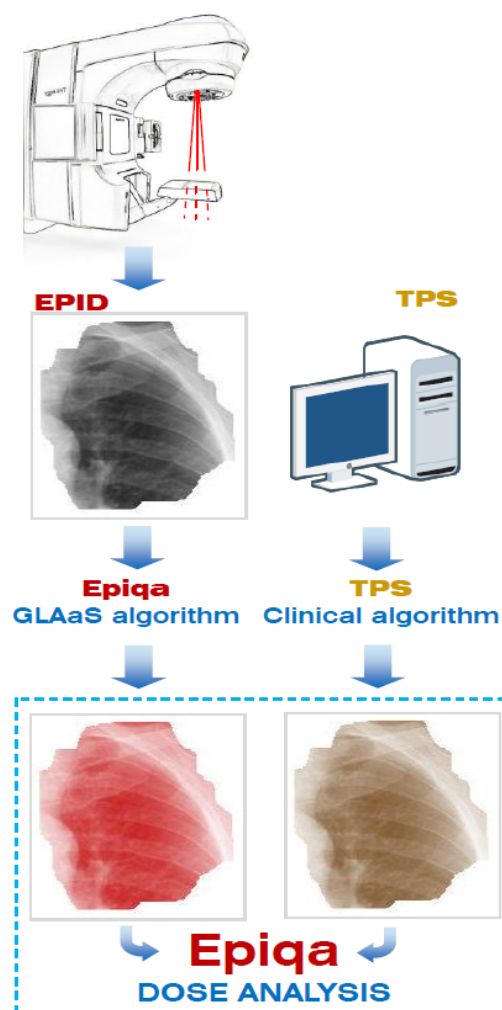 EPID
TPS
Epiqa
GLAaS algorithm
TPS
Clinical algorithm
Epiqa
DOSE ANALYSIS